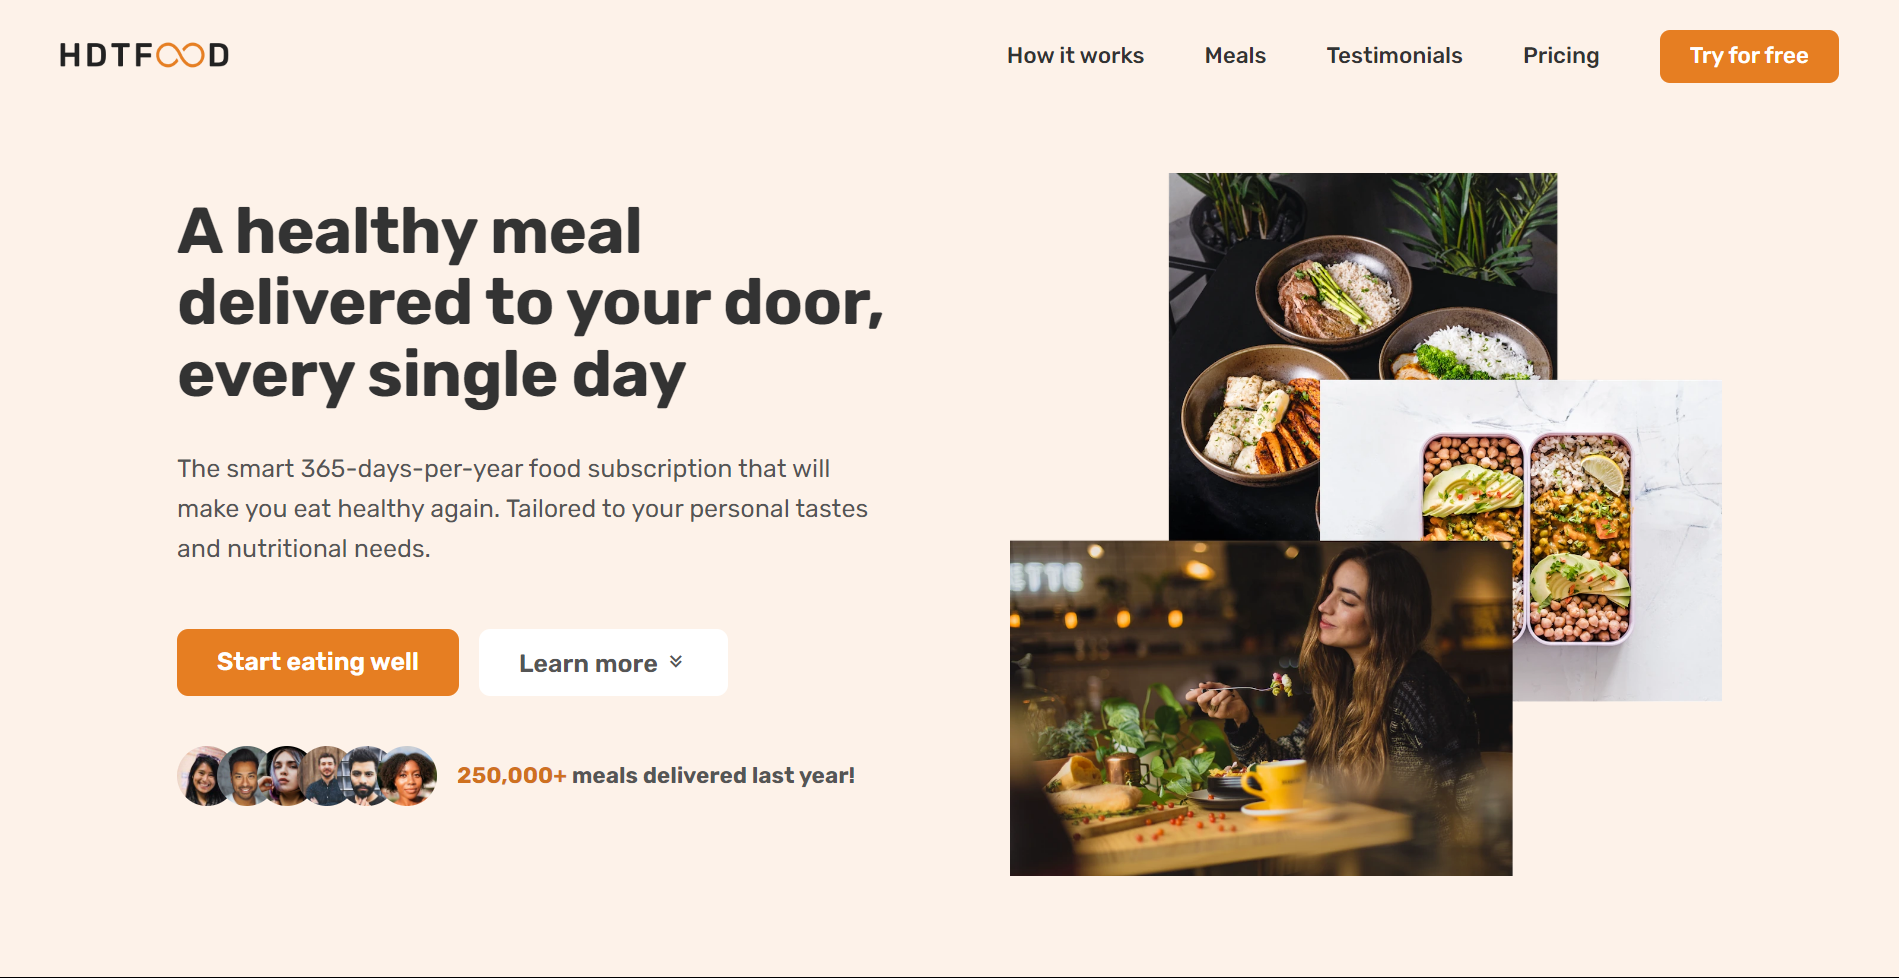 HDTFOOD
How it works
Meals
Testimonials
Pricing
Try for free
A healthy meal
delivered to your door,
every single day
The smart 365-days-per-year food subscription that will
make you eat healthy again. Tailored to your personal tastes
and nutritional needs.
Start eating well
Learn more
250,000+ meals delivered last year!
ETTE